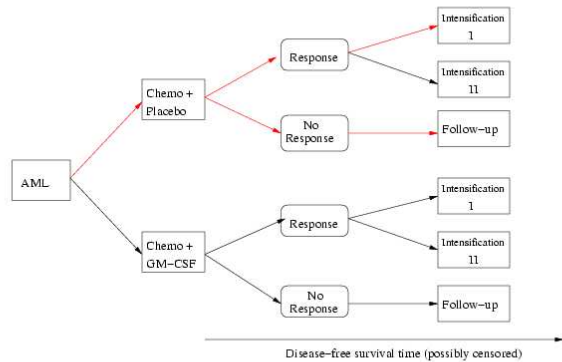 AML
Chemo +
Placebo
Response
Intensification
1
Intensification
11
No
Response
Follow-up
Chemo +
GM-CSF
Response
Intensification
1
Intensification
11
No
Response
Follow-up
Disease-free survival time (possibly censored)